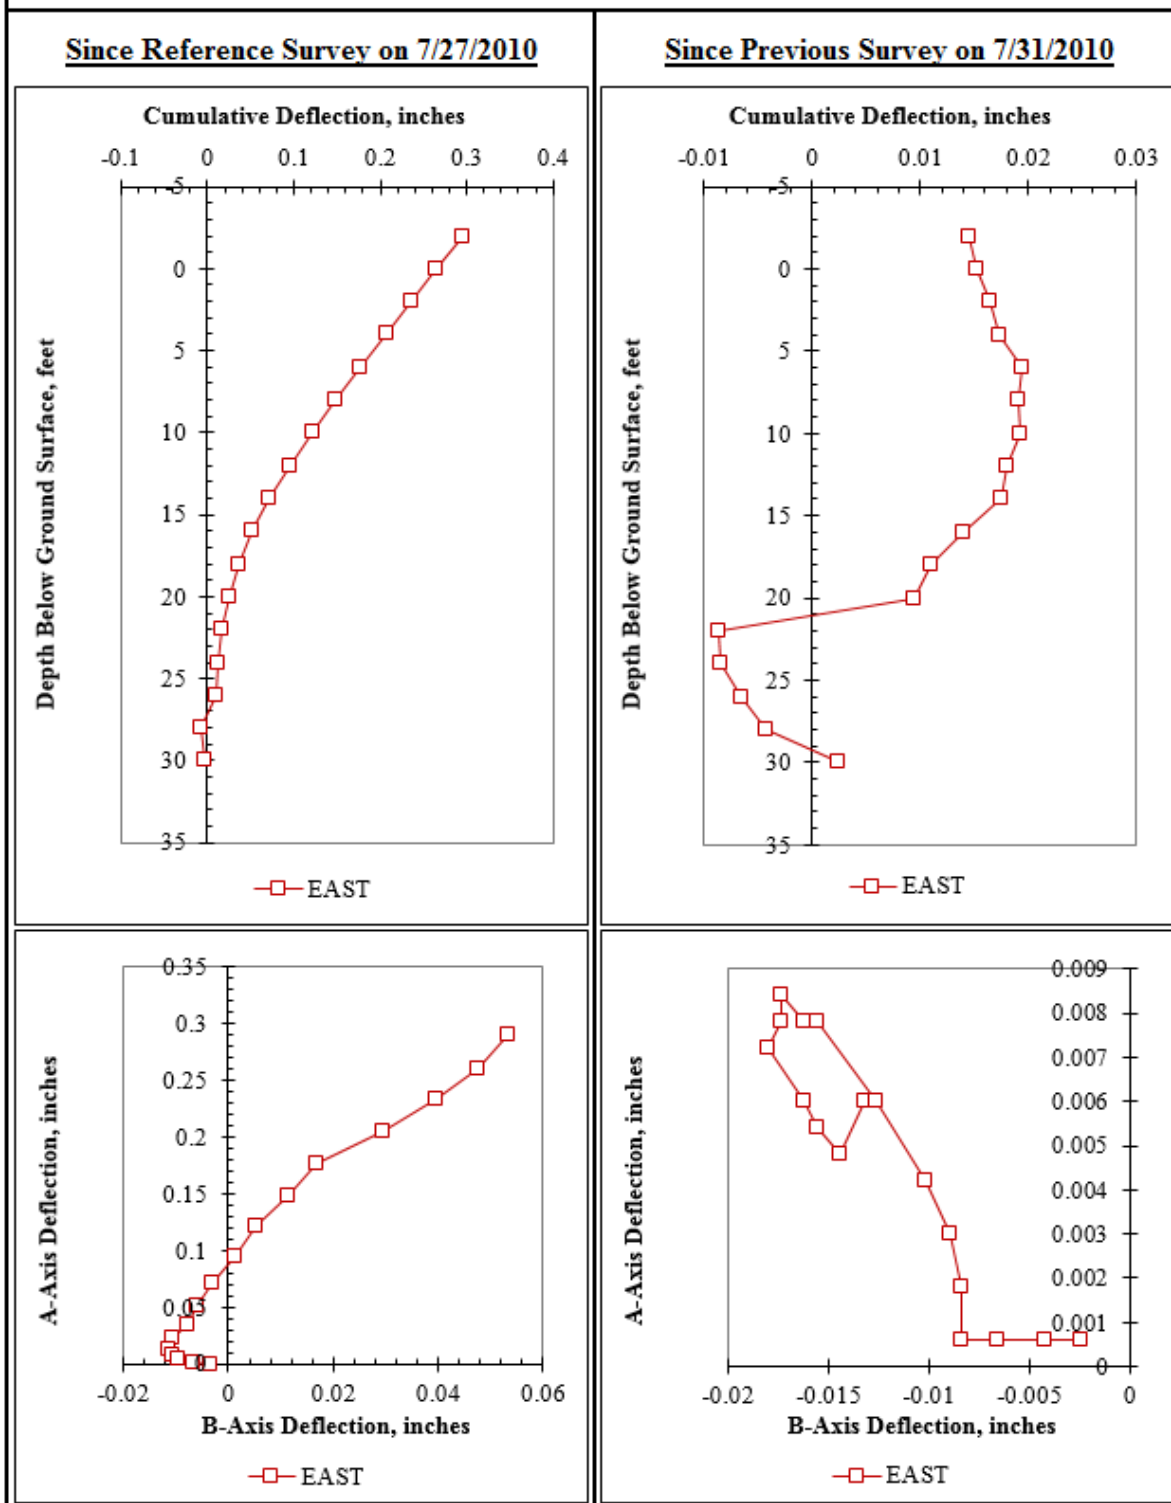 Since Reference Survey on 7/27/2010
Cumulative Deflection, inches
-0.1 0 0.1 0.2 0.3 0.4
-5
0
5
10
15
20
25
30
35
Depth Below Ground Surface, feet
EAST
Since Previous Survey on 7/31/2010
Cumulative Deflection, inches
-0.01 0 0.01 0.02 0.03
-5
0
5
10
15
20
25
30
35
Depth Below Ground Surface, feet
EAST
0.35
0.3
0.25
0.2
0.15
0.1
0.05
0
A-Axis Deflection, inches
-0.02 0 0.02 0.04 0.06
B-Axis Deflection, inches
EAST
0.009
0.008
0.007
0.006
0.005
0.004
0.003
0.002
0.001
0
A-Axis Deflection, inches
-0.02 -0.015 -0.01 -0.005 0
B-Axis Deflection, inches
EAST